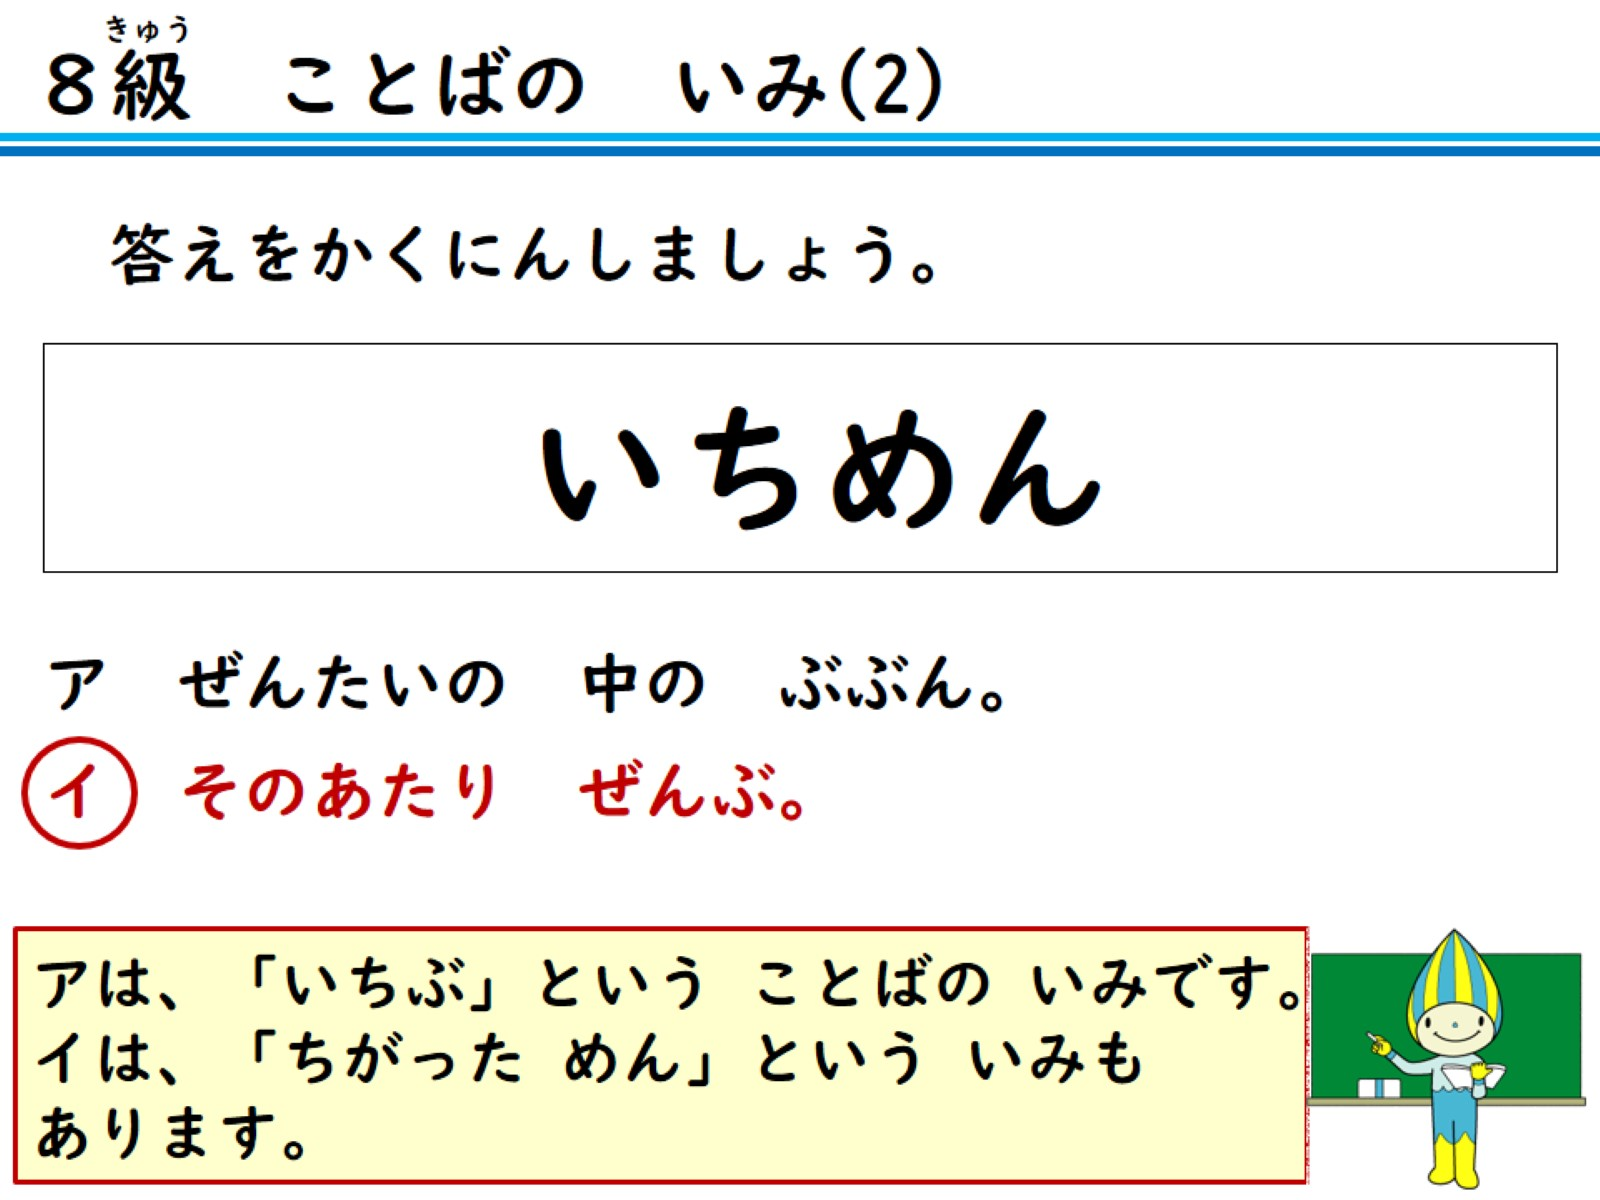 きゅう
８級　ことばの　いみ(2)
答えをかくにんしましょう。
いちめん
ア　ぜんたいの　中の　ぶぶん。
イ　そのあたり　ぜんぶ。
アは、「いちぶ」という ことばの いみです。
イは、「ちがった めん」という いみも
あります。